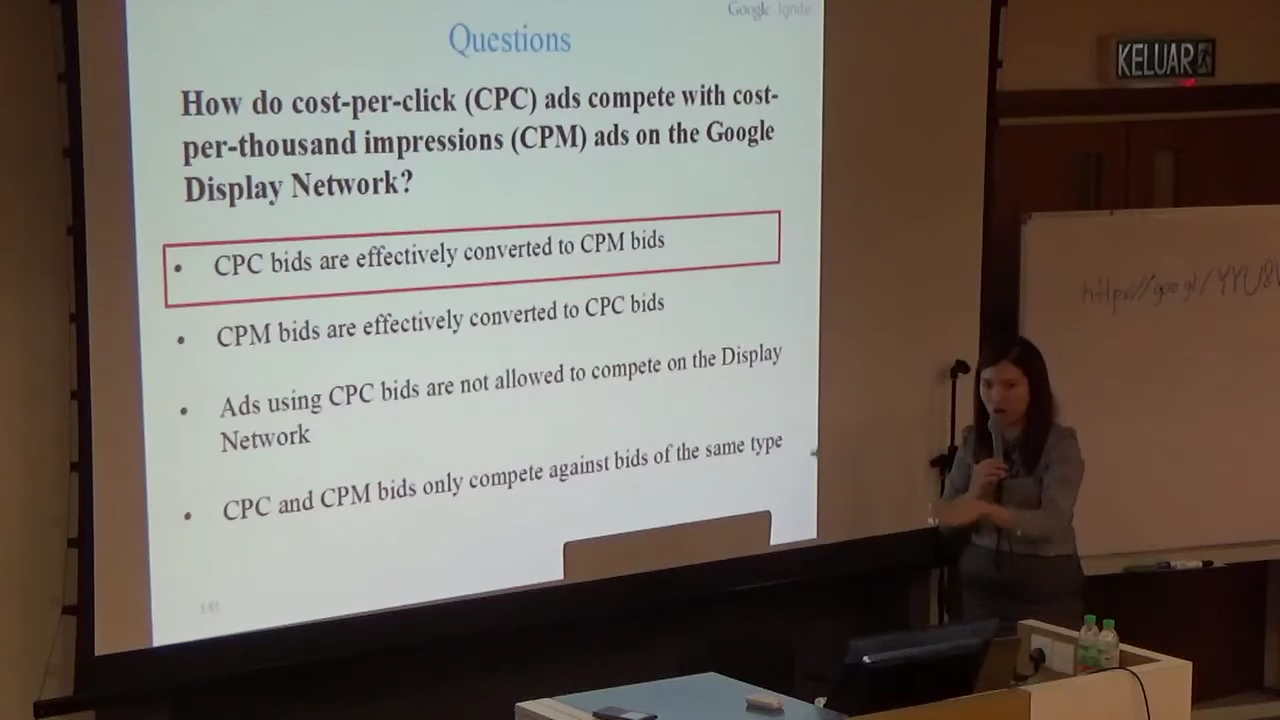 Google Ignite
Questions
How do cost-per-click (CPC) ads compete with cost-
per-thousand impressions (CPM) ads on the Google
Display Network?
• CPC bids are effectively converted to CPM bids
• CPM bids are effectively converted to CPC bids
• Ads using CPC bids are not allowed to compete on the Display
Network
• CPC and CPM bids only compete against bids of the same type
KELUAR